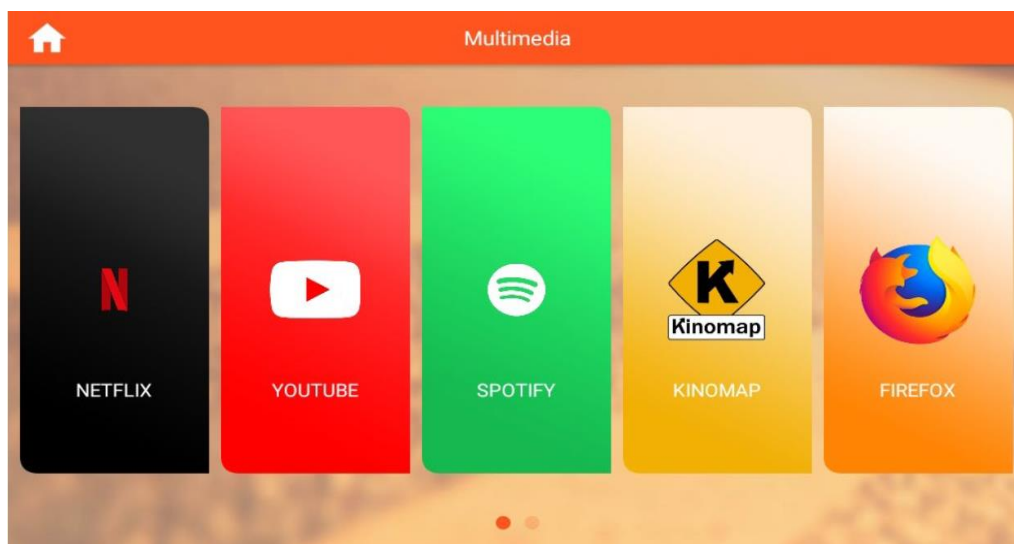 Multimedia
N
K
Kinomap
NETFLIX
YOUTUBE
SPOTIFY
KINOMAP
FIREFOX